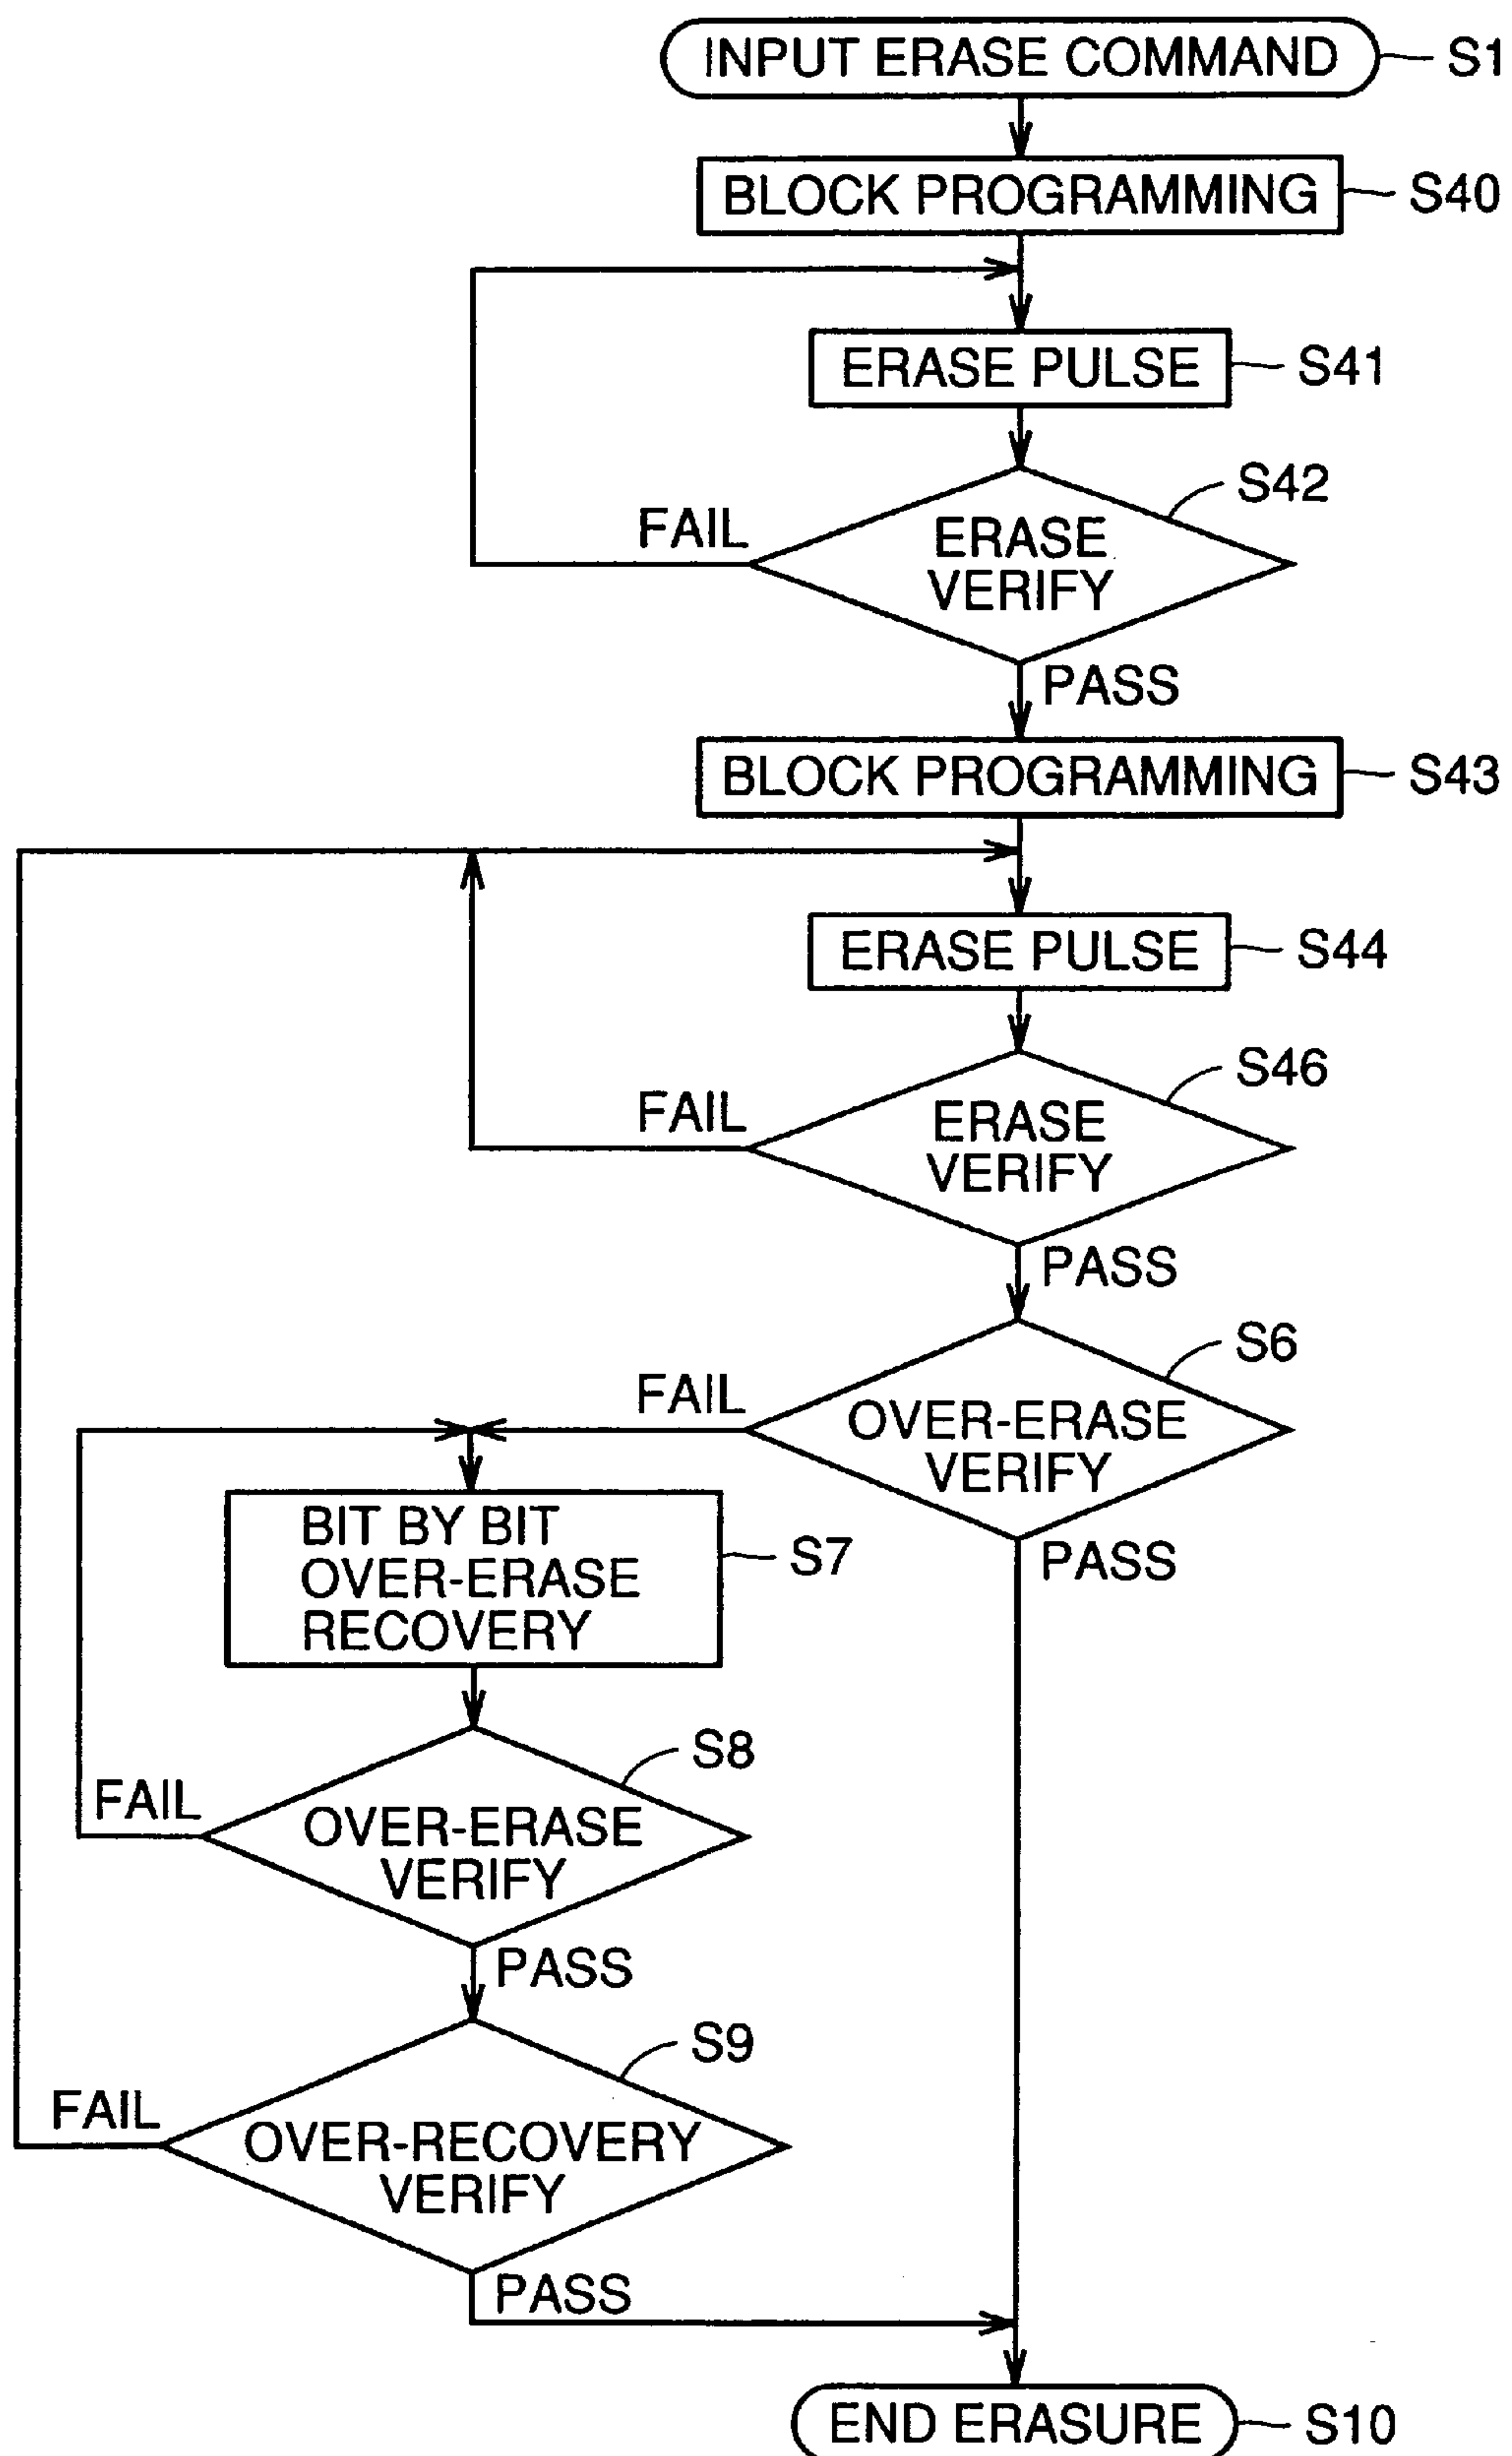 INPUT ERASE COMMAND
S1
BLOCK PROGRAMMING
S40
ERASE PULSE
S41
S42
FAIL
ERASE
VERIFY
PASS
BLOCK PROGRAMMING
S43
ERASE PULSE
S44
S46
FAIL
ERASE
VERIFY
PASS
S6
FAIL
OVER-ERASE
VERIFY
PASS
BIT BY BIT
OVER-ERASE
RECOVERY
S7
S8
FAIL
OVER-ERASE
VERIFY
PASS
S9
FAIL
OVER-RECOVERY
VERIFY
PASS
END ERASURE
S10